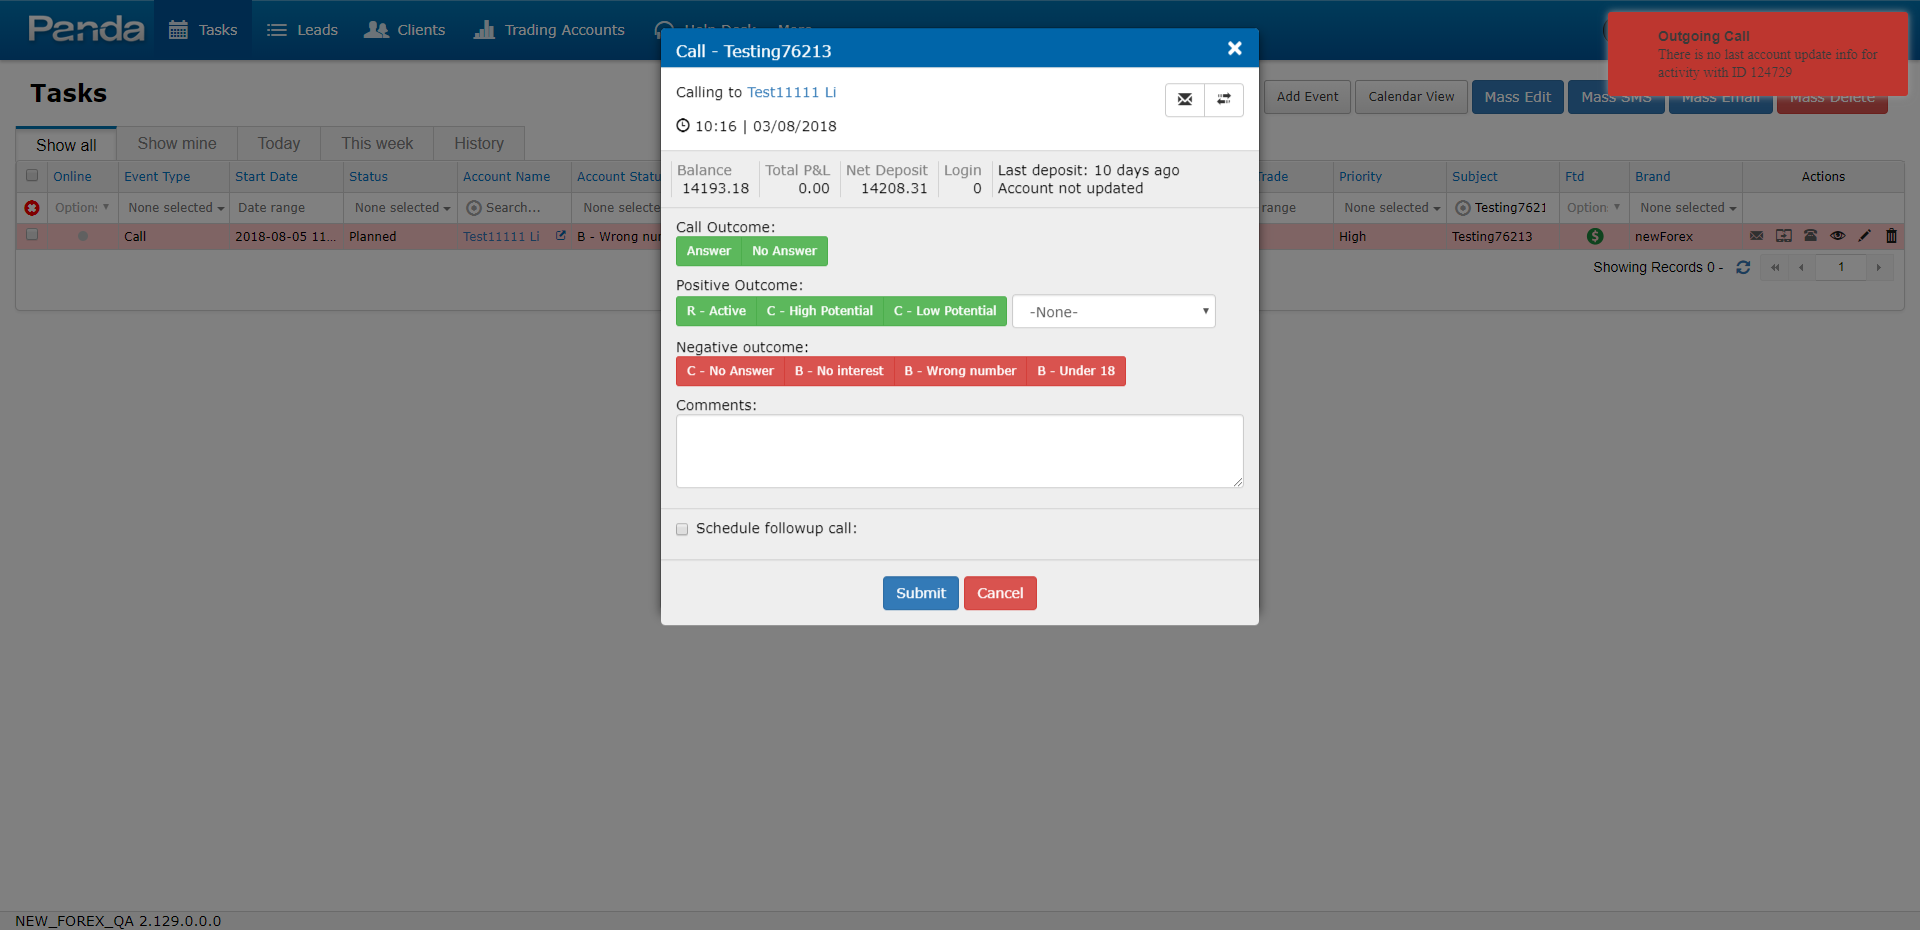 Panda Tasks Leads Clients Trading Accounts Help Desk More
Outgoing Call
There is no last account update info for
activity with ID 124729
Tasks
Add Event Calendar View Mass Edit Mass SMS Mass Email Mass Delete
Show all Show mine Today This week History
Online Event Type Start Date Status Account Name Account Statu
Trade Priority Subject Ftd Brand Actions
Options None selected Date range None selected Search... None selecte
range None selected Testing7621 Option None selected
Call 2018-08-05 11... Planned Test11111 Li B - Wrong nu
High Testing76213 newForex
Showing Records 0 - 1
Call - Testing76213
Calling to Test11111 Li
10:16 | 03/08/2018
Balance Total P&L Net Deposit Login Last deposit: 10 days ago
14193.18 0.00 14208.31 0 Account not updated
Call Outcome:
Answer No Answer
Positive Outcome:
R - Active C - High Potential C - Low Potential -None-
Negative outcome:
C - No Answer B - No interest B - Wrong number B - Under 18
Comments:
Schedule followup call:
Submit Cancel
NEW_FOREX_QA 2.129.0.0.0